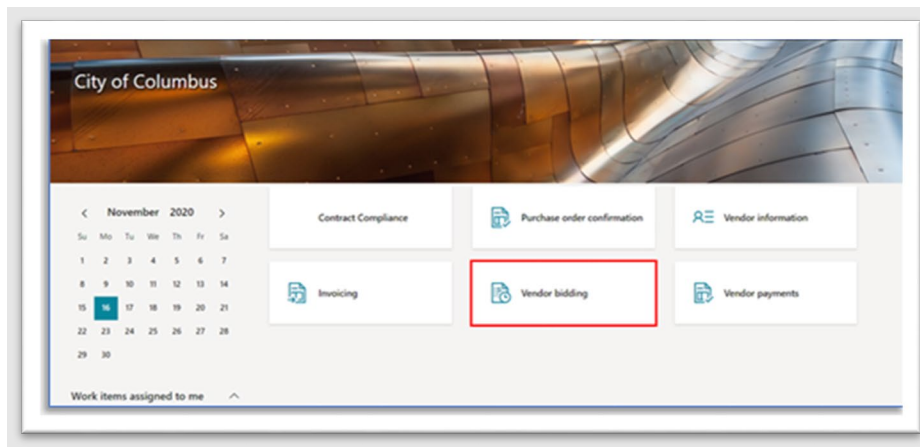 City of Columbus
November 2020
Su Mo Tu We Th Fr Sa
1 2 3 4 5 6 7
8 9 10 11 12 13 14
15 16 17 18 19 20 21
22 23 24 25 26 27 28
29 30
Work items assigned to me
Contract Compliance
Purchase order confirmation
Vendor information
Invoicing
Vendor bidding
Vendor payments